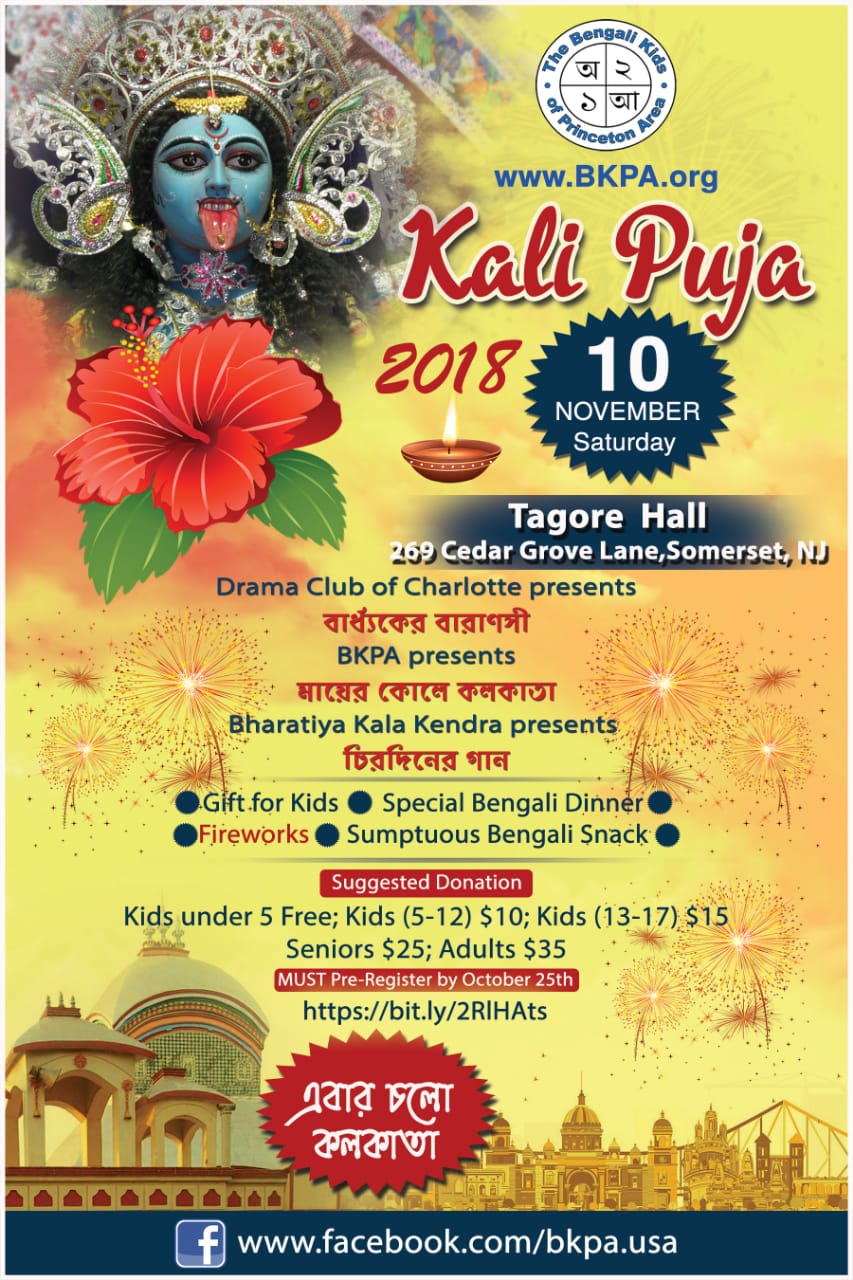 The Bengali Kids
of Princeton Area
অ ২
১ আ
www.BKPA.org
Kali Puja
2018
10
NOVEMBER
Saturday
Tagore Hall
269 Cedar Grove Lane,Somerset, NJ
Drama Club of Charlotte presents
বার্ধ্যকের বারাণসী
BKPA presents
মায়ের কোলে কলকাতা
Bharatiya Kala Kendra presents
চিরদিনের গান
Gift for Kids ● Special Bengali Dinner
Fireworks ● Sumptuous Bengali Snack
Suggested Donation
Kids under 5 Free; Kids (5-12) $10; Kids (13-17) $15
Seniors $25; Adults $35
MUST Pre-Register by October 25th
https://bit.ly/2RlHAts
এবার চলো
কলকাতা
www.facebook.com/bkpa.usa